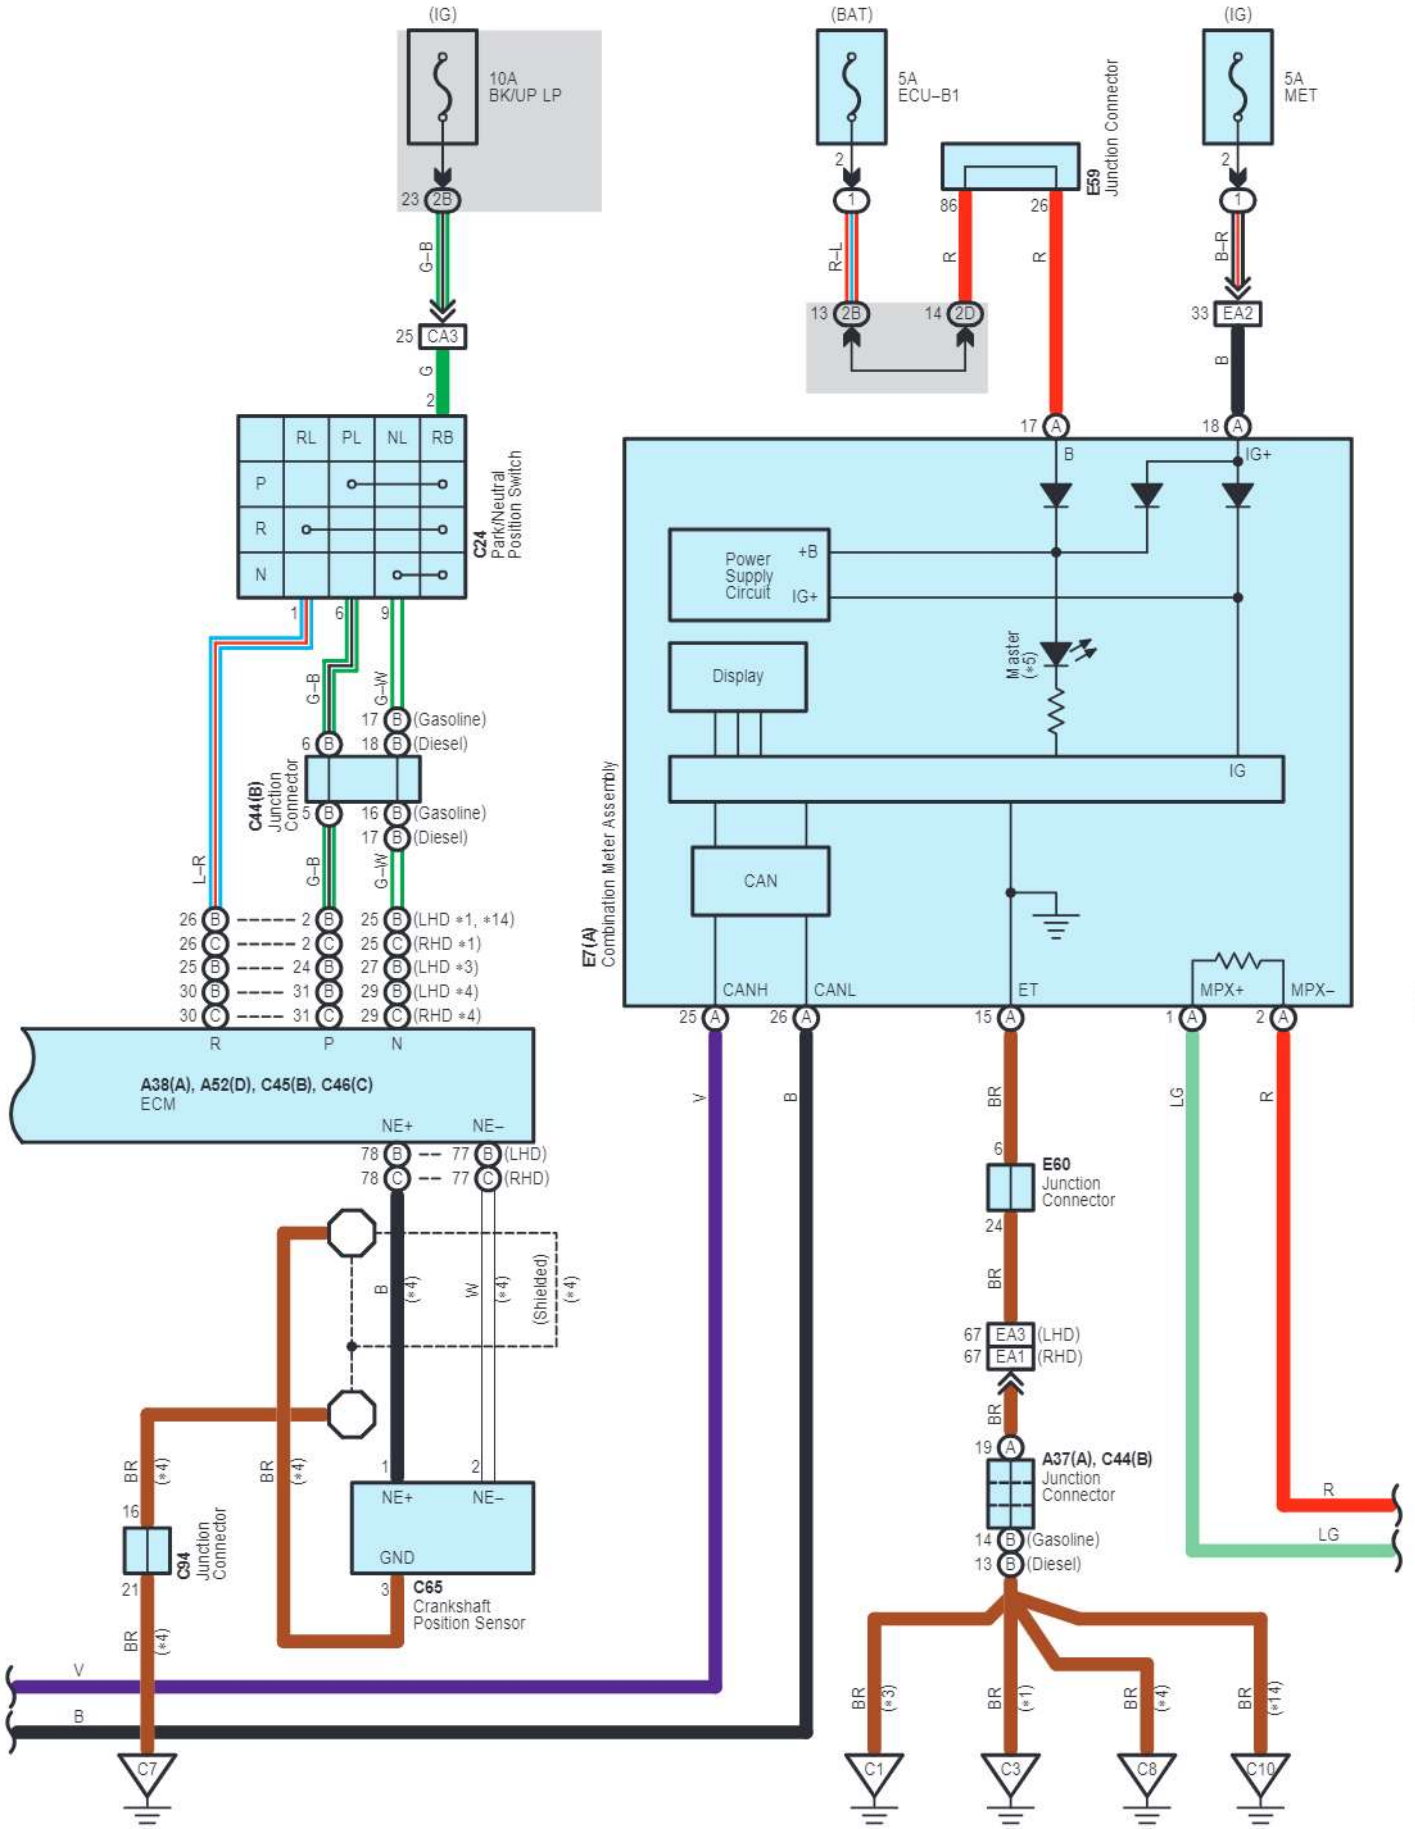 (IG)
(BAT)
(IG)
10A
BK/UP LP
5A
ECU–B1
5A
MET
E59
Junction Connector
2
2
23 2B
1
86
26
1
G–B
R–L
R
R
B–R
13 2B
14 2D
33 EA2
25 CA3
G
2
B
17 A
18 A
RL PL NL RB
P
R
N
C24
Park/Neutral
Position Switch
B
IG+
Power
Supply
Circuit
+B
IG+
1
6
9
Master
(*5)
Display
G–B
G–W
17 B (Gasoline)
6 B
18 B (Diesel)
C44(B)
Junction
Connector
5 B
16 B (Gasoline)
17 B (Diesel)
IG
E7(A)
Combination Meter Assembly
L–R
G–B
G–W
CAN
26 B 2 B 25 B (LHD *1, *14)
26 C 2 C 25 C (RHD *1)
25 B 24 B 27 B (LHD *3)
30 B 31 B 29 B (LHD *4)
30 C 31 C 29 C (RHD *4)
CANH
CANL
ET
MPX+
MPX–
25 A
26 A
15 A
1 A
2 A
R
P
N
A38(A), A52(D), C45(B), C46(C)
ECM
NE+
NE–
V
B
BR
LG
R
78 B 77 B (LHD)
78 C 77 C (RHD)
6
E60
Junction
Connector
24
B
(*4)
W
(*4)
(Shielded)
(*4)
BR
67 EA3 (LHD)
67 EA1 (RHD)
BR
19 A
A37(A), C44(B)
Junction
Connector
14 B (Gasoline)
13 B (Diesel)
BR
(*4)
BR
(*4)
1
2
NE+
NE–
GND
R
LG
16
C94
Junction
Connector
21
3
C65
Crankshaft
Position Sensor
BR
(*4)
V
B
BR
(*3)
BR
(*1)
BR
(*4)
BR
(*14)
C7
C1
C3
C8
C10